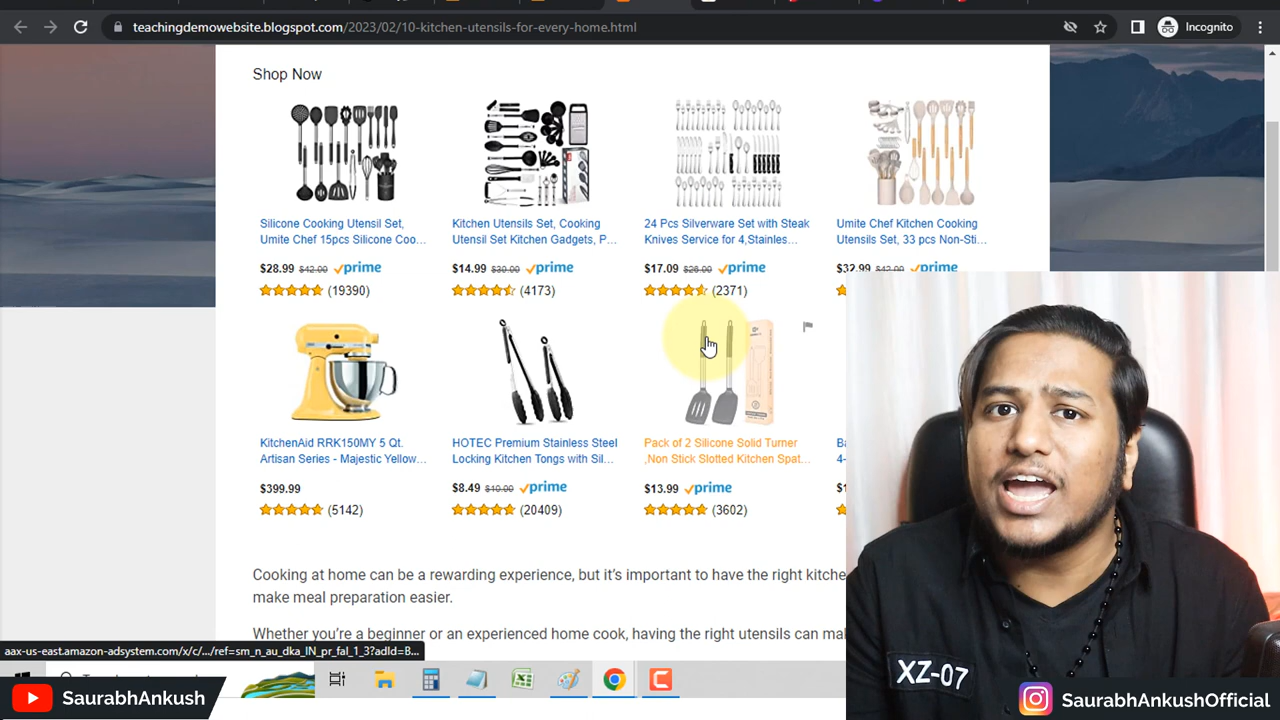 teachingdemowebsite.blogspot.com/2023/02/10-kitchen-utensils-for-every-home.html
Incognito
Shop Now
Silicone Cooking Utensil Set,
Umite Chef 15pcs Silicone Coo...
$28.99 $42.00 prime
(19390)
Kitchen Utensils Set, Cooking
Utensil Set Kitchen Gadgets, P...
$14.99 $30.00 prime
(4173)
24 Pcs Silverware Set with Steak
Knives Service for 4,Stainles...
$17.09 $26.00 prime
(2371)
Umite Chef Kitchen Cooking
Utensils Set, 33 pcs Non-Sti...
$32.99 $42.00 prime
KitchenAid RRK150MY 5 Qt.
Artisan Series - Majestic Yellow...
$399.99
(5142)
HOTEC Premium Stainless Steel
Locking Kitchen Tongs with Sil...
$8.49 $10.00 prime
(20409)
Pack of 2 Silicone Solid Turner
,Non Stick Slotted Kitchen Spat...
$13.99 prime
(3602)
Cooking at home can be a rewarding experience, but it's important to have the right kitche
make meal preparation easier.
Whether you're a beginner or an experienced home cook, having the right utensils can mak
aax-us-east.amazon-adsystem.com/x/c/.../ref=sm_n_au_dka_IN_pr_fal_1_3?adId=B...
XZ-07
SaurabhAnkush
SaurabhAnkushOfficial